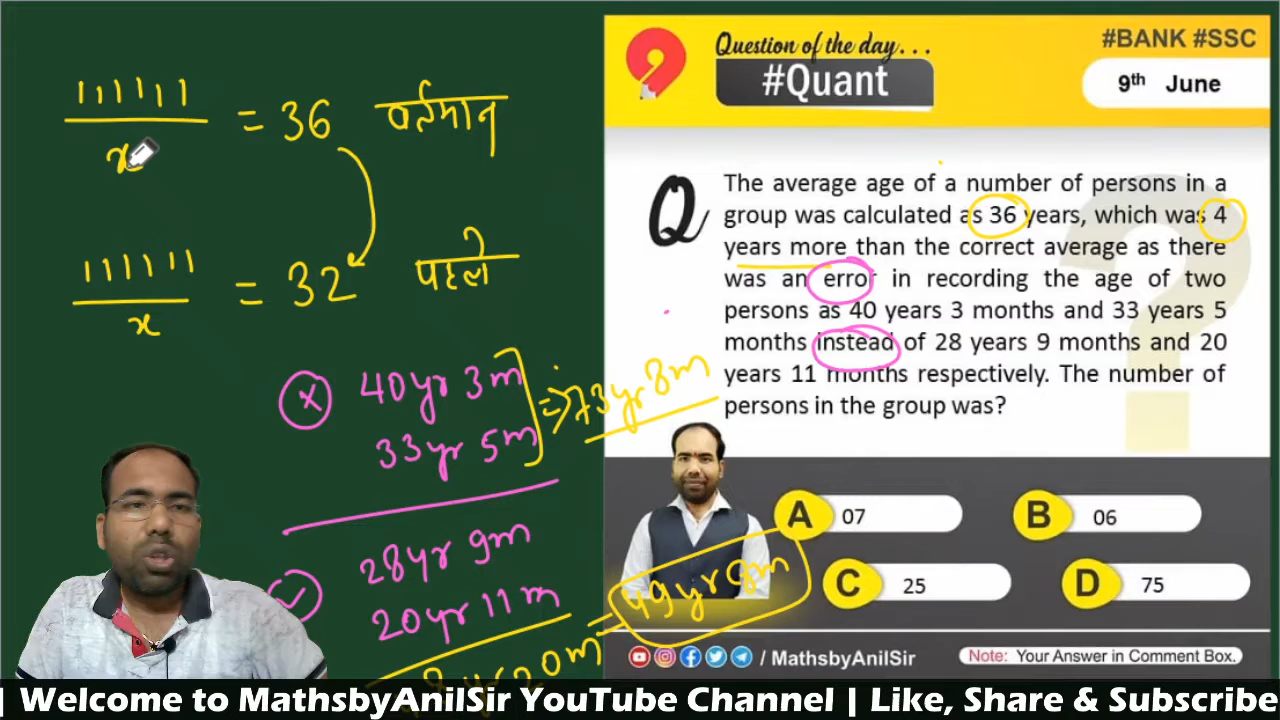 111111
x
= 36
वर्तमान
111111
x
= 32
पहले
× 40yr 3m
33yr 5m
⇒ 73yr 8m
28yr 9m
20yr 11m
20m
= 49yr 8m
Question of the day...
#Quant
#BANK #SSC
9th June
Q
The average age of a number of persons in a
group was calculated as 36 years, which was 4
years more than the correct average as there
was an error in recording the age of two
persons as 40 years 3 months and 33 years 5
months instead of 28 years 9 months and 20
years 11 months respectively. The number of
persons in the group was?
A 07
B 06
C 25
D 75
/ MathsbyAnilSir
Note: Your Answer in Comment Box.
| Welcome to MathsbyAnilSir YouTube Channel | Like, Share & Subscribe